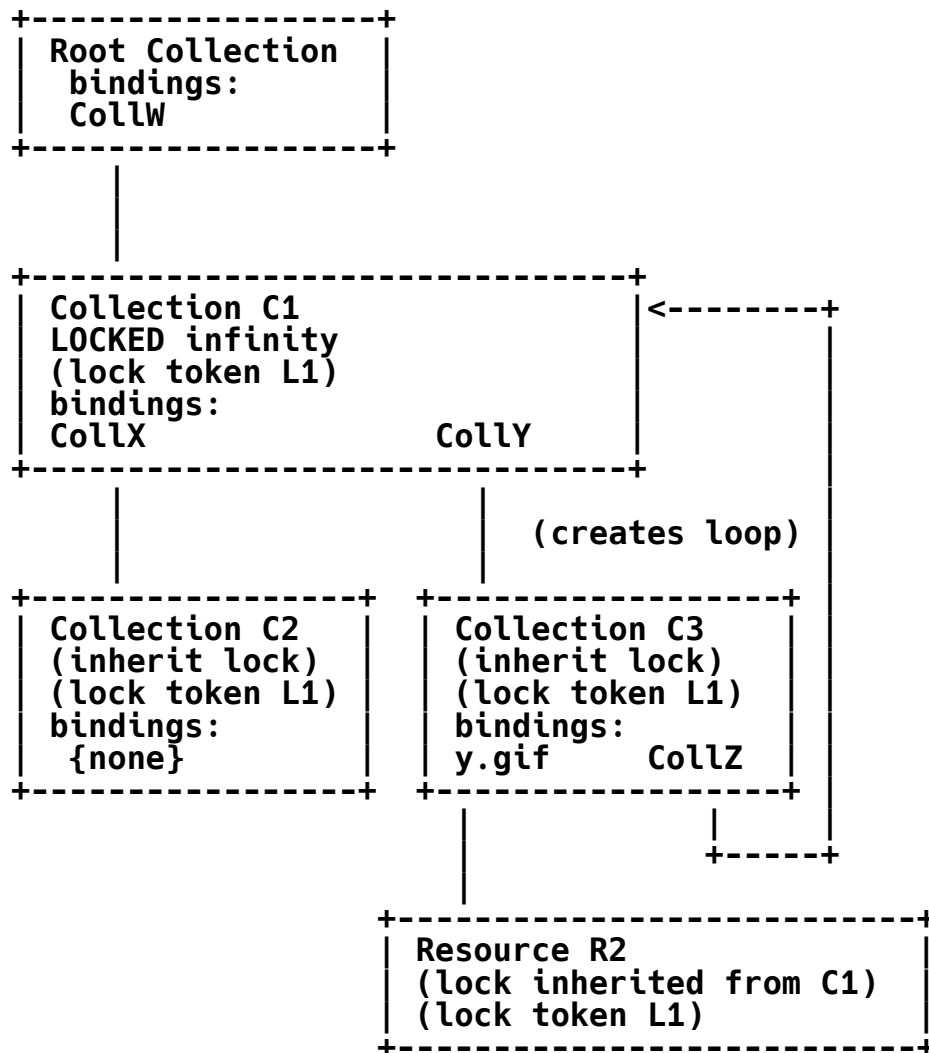 Root Collection
bindings:
CollW
Collection C1
LOCKED infinity
(lock token L1)
bindings:
CollX CollY
(creates loop)
Collection C2
(inherit lock)
(lock token L1)
bindings:
{none}
Collection C3
(inherit lock)
(lock token L1)
bindings:
y.gif CollZ
Resource R2
(lock inherited from C1)
(lock token L1)